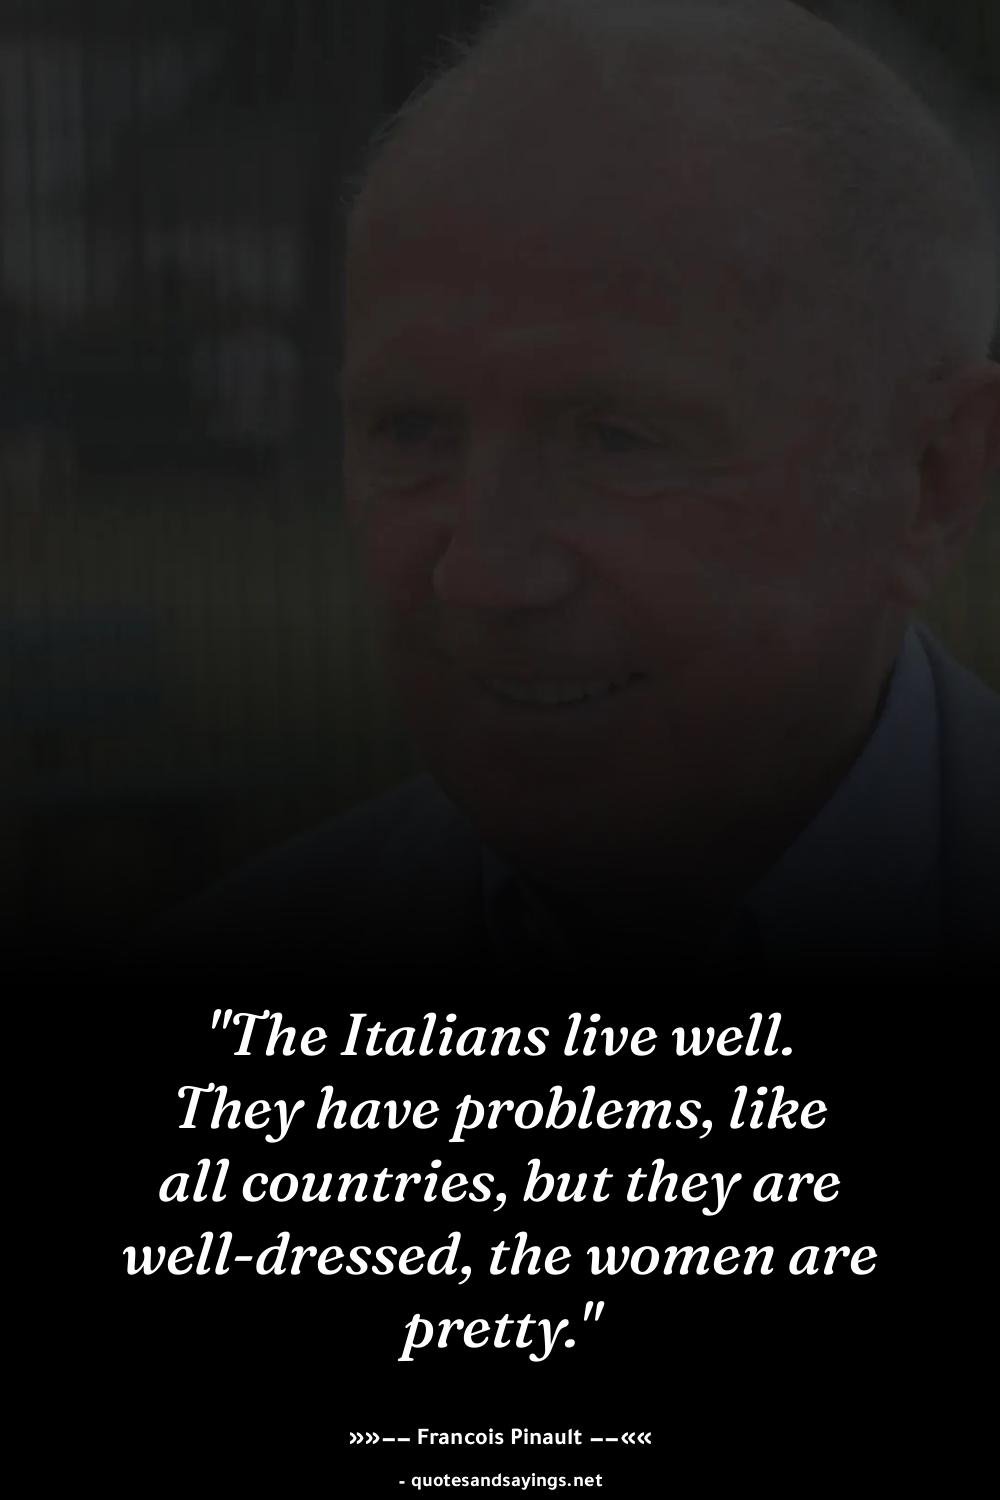 "The Italians live well.
They have problems, like
all countries, but they are
well-dressed, the women are
pretty."
»»–– Francois Pinault ––««
- quotesandsayings.net